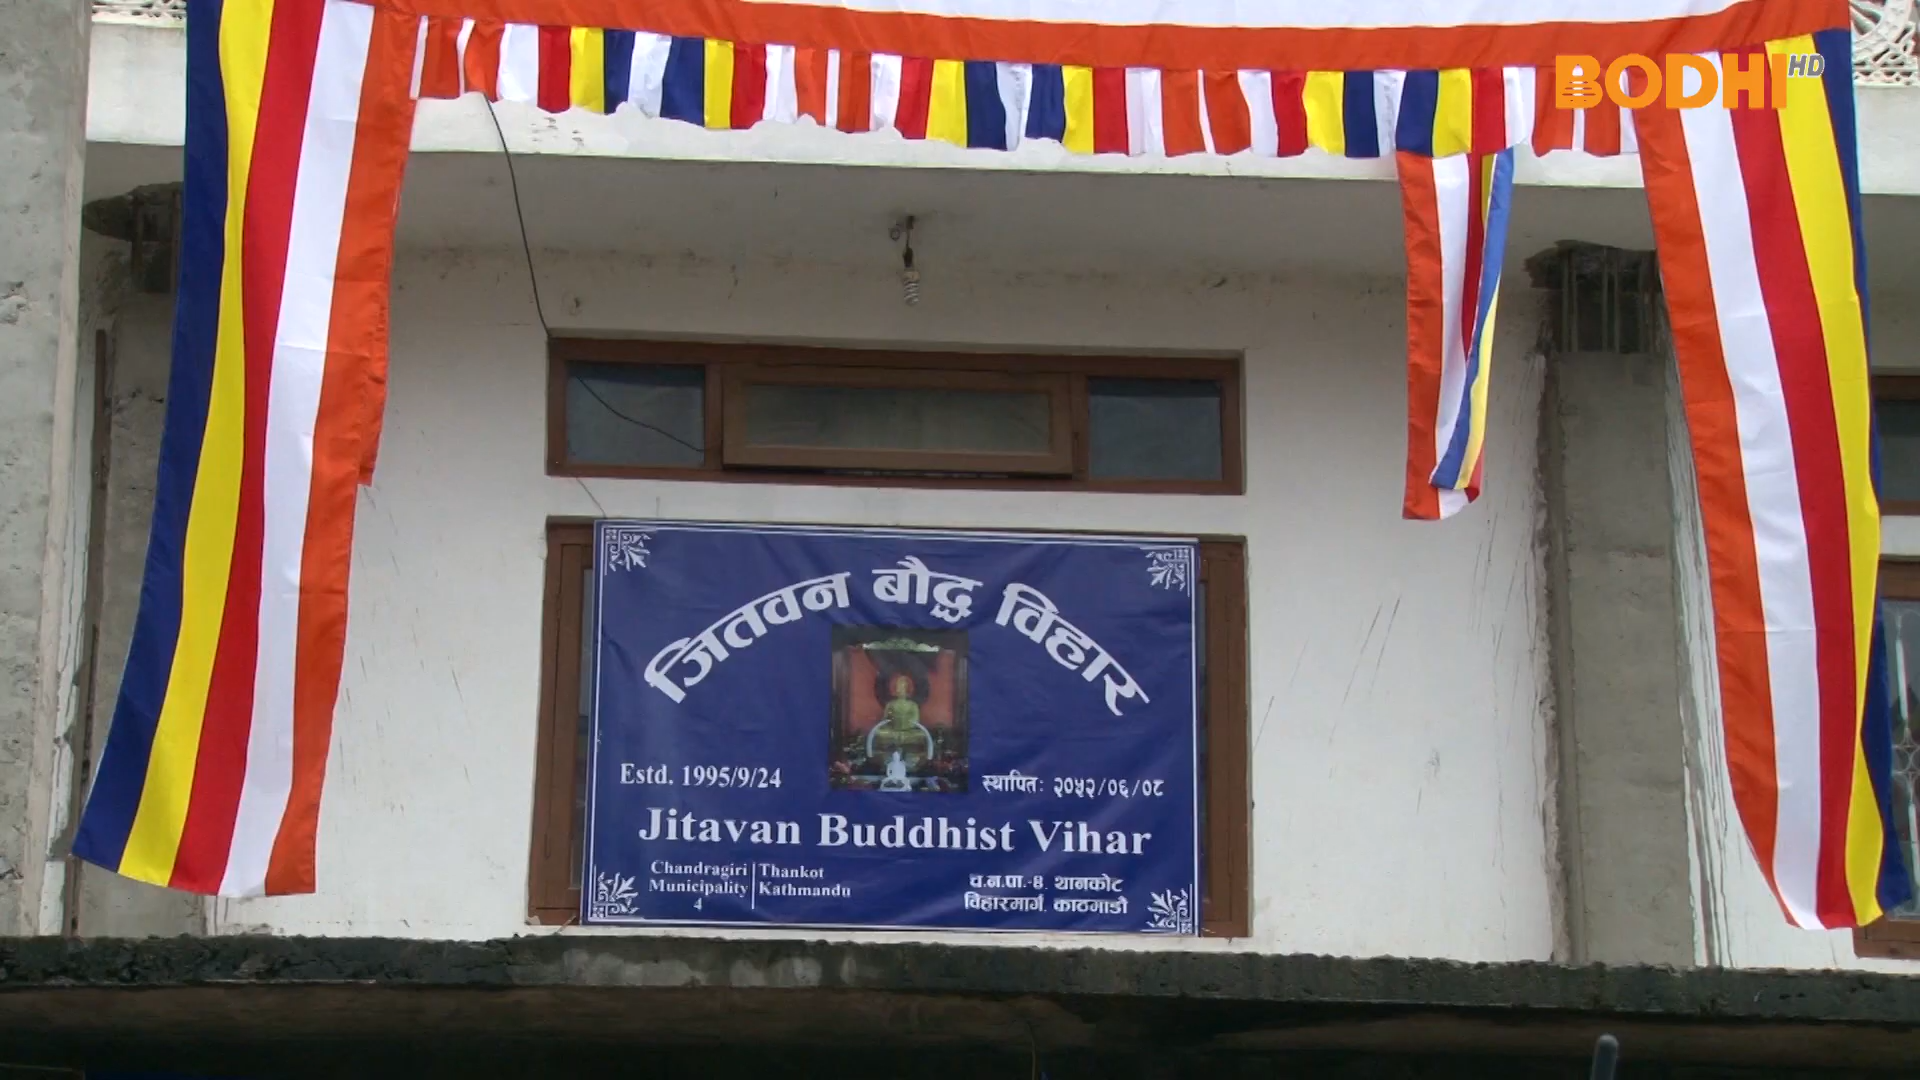 BODHI HD
जितवन बौद्ध विहार
Estd. 1995/9/24
स्थापित: २०५२/०६/०८
Jitavan Buddhist Vihar
Chandragiri Municipality 4 | Thankot Kathmandu
च.न.पा.-४, थानकोट
विहारमार्ग, काठमाडौं